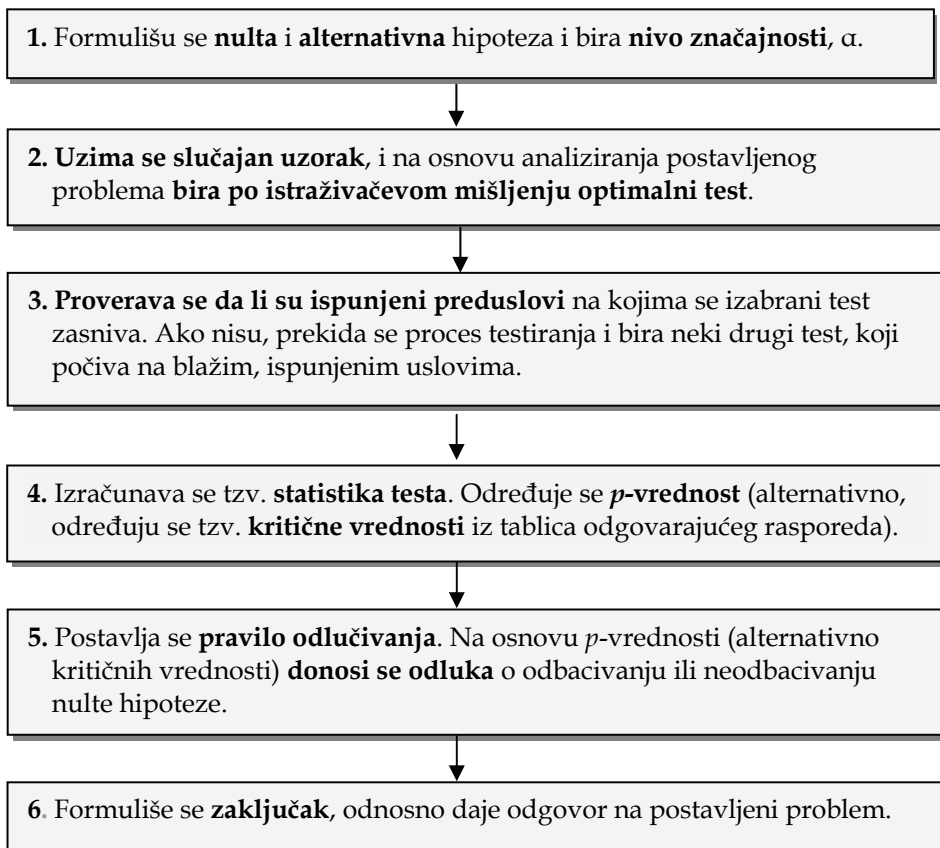 1. Formulišu se nulta i alternativna hipoteza i bira nivo značajnosti, α.
2. Uzima se slučajan uzorak, i na osnovu analiziranja postavljenog
problema bira po istraživačevom mišljenju optimalni test.
3. Proverava se da li su ispunjeni preduslovi na kojima se izabrani test
zasniva. Ako nisu, prekida se proces testiranja i bira neki drugi test, koji
počiva na blažim, ispunjenim uslovima.
4. Izračunava se tzv. statistika testa. Određuje se p-vrednost (alternativno,
određuju se tzv. kritične vrednosti iz tablica odgovarajućeg rasporeda).
5. Postavlja se pravilo odlučivanja. Na osnovu p-vrednosti (alternativno
kritičnih vrednosti) donosi se odluka o odbacivanju ili neodbacivanju
nulte hipoteze.
6. Formuliše se zaključak, odnosno daje odgovor na postavljeni problem.